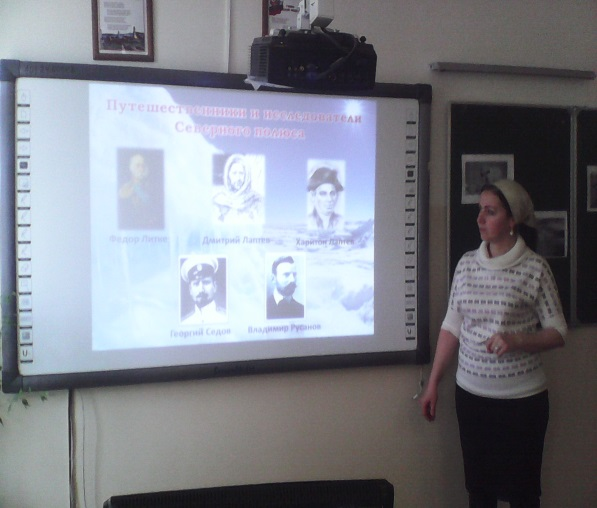 Путешественники и исследователи
Северного полюса
Федор Литке
Дмитрий Лаптев
Харитон Лаптев
Георгий Седов
Владимир Русанов